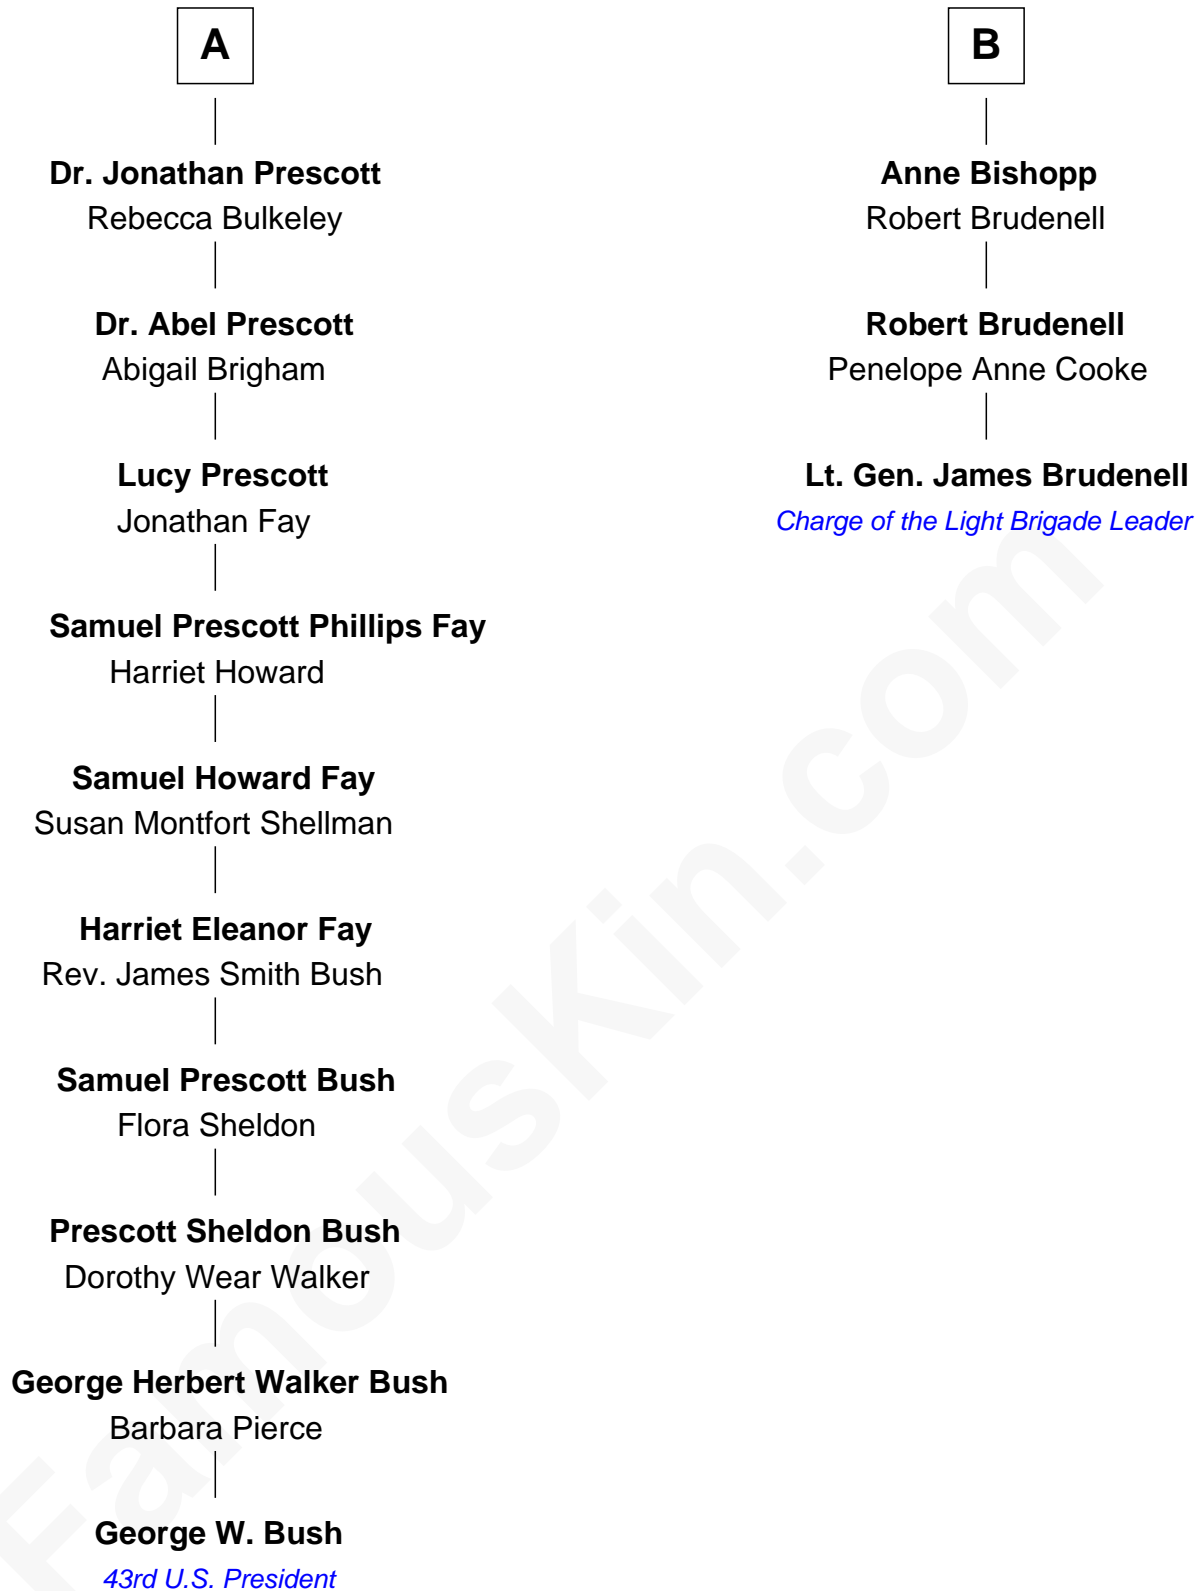 A
Dr. Jonathan Prescott
Rebecca Bulkeley
Dr. Abel Prescott
Abigail Brigham
Lucy Prescott
Jonathan Fay
Samuel Prescott Phillips Fay
Harriet Howard
Samuel Howard Fay
Susan Montfort Shellman
Harriet Eleanor Fay
Rev. James Smith Bush
Samuel Prescott Bush
Flora Sheldon
Prescott Sheldon Bush
Dorothy Wear Walker
George Herbert Walker Bush
Barbara Pierce
George W. Bush
43rd U.S. President
B
Anne Bishopp
Robert Brudenell
Robert Brudenell
Penelope Anne Cooke
Lt. Gen. James Brudenell
Charge of the Light Brigade Leader
FamousKin.com